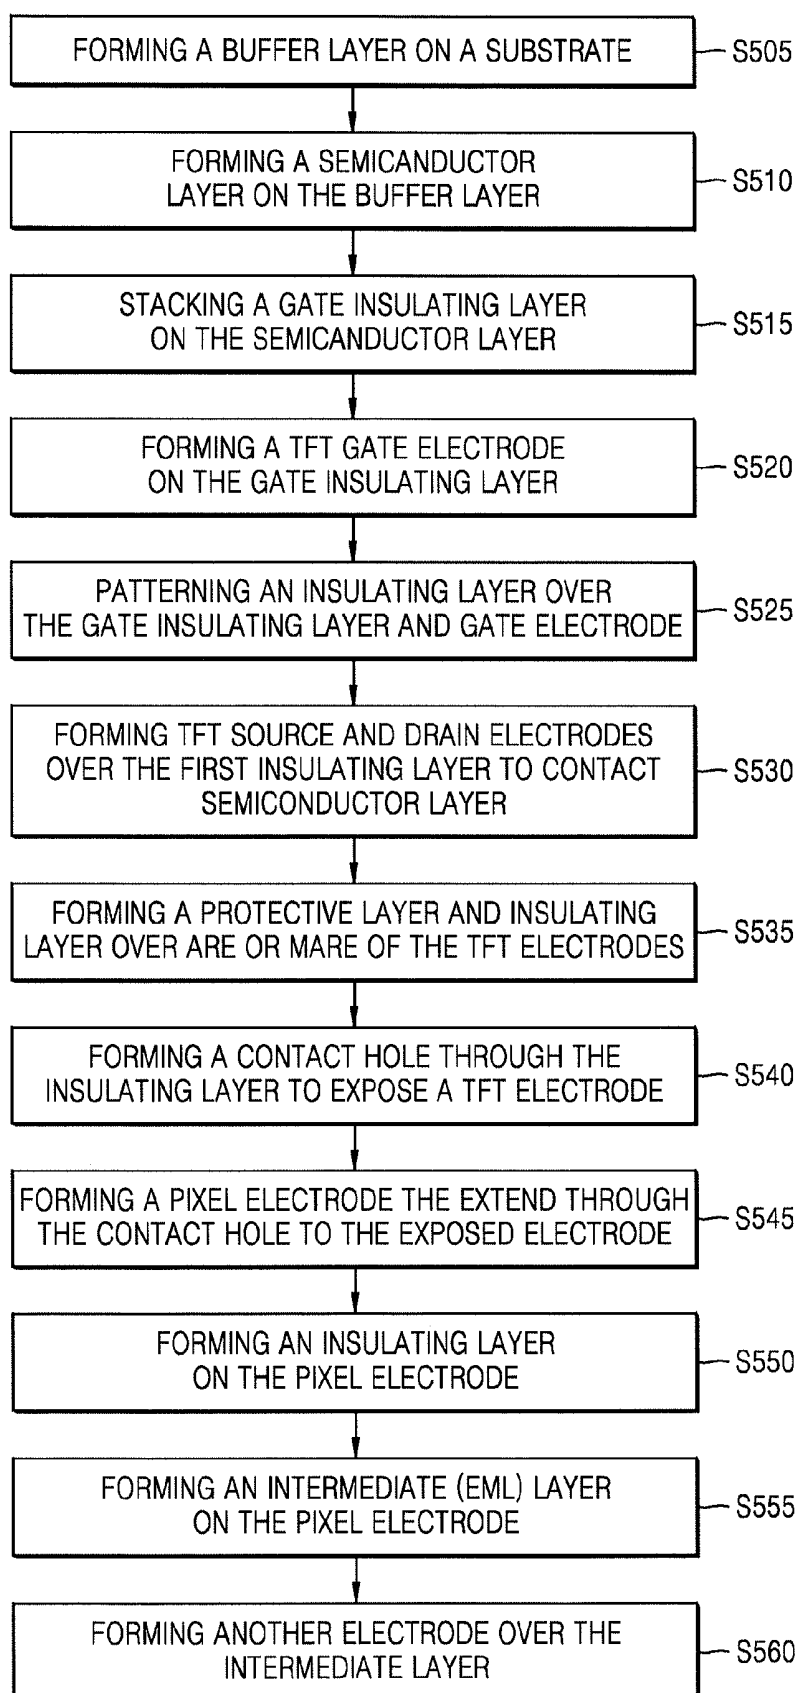 FORMING A BUFFER LAYER ON A SUBSTRATE
S505
FORMING A SEMICANDUCTOR
LAYER ON THE BUFFER LAYER
S510
STACKING A GATE INSULATING LAYER
ON THE SEMICANDUCTOR LAYER
S515
FORMING A TFT GATE ELECTRODE
ON THE GATE INSULATING LAYER
S520
PATTERNING AN INSULATING LAYER OVER
THE GATE INSULATING LAYER AND GATE ELECTRODE
S525
FORMING TFT SOURCE AND DRAIN ELECTRODES
OVER THE FIRST INSULATING LAYER TO CONTACT
SEMICONDUCTOR LAYER
S530
FORMING A PROTECTIVE LAYER AND INSULATING
LAYER OVER ARE OR MARE OF THE TFT ELECTRODES
S535
FORMING A CONTACT HOLE THROUGH THE
INSULATING LAYER TO EXPOSE A TFT ELECTRODE
S540
FORMING A PIXEL ELECTRODE THE EXTEND THROUGH
THE CONTACT HOLE TO THE EXPOSED ELECTRODE
S545
FORMING AN INSULATING LAYER
ON THE PIXEL ELECTRODE
S550
FORMING AN INTERMEDIATE (EML) LAYER
ON THE PIXEL ELECTRODE
S555
FORMING ANOTHER ELECTRODE OVER THE
INTERMEDIATE LAYER
S560